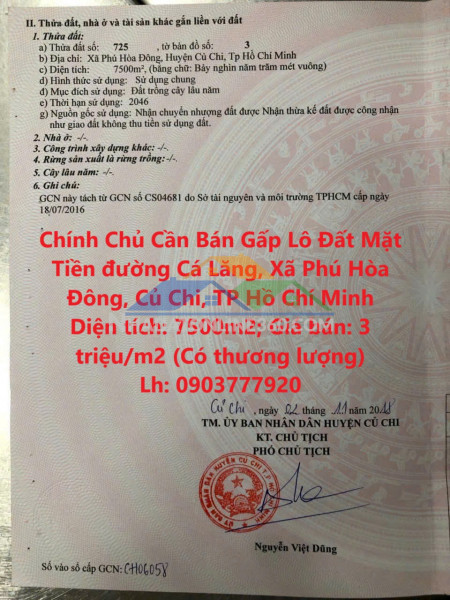 II. Thửa đất, nhà ở và tài sản khác gắn liền với đất
1. Thửa đất:
a) Thửa đất số: 725, tờ bản đồ số: 3
b) Địa chỉ: Xã Phú Hòa Đông, Huyện Củ Chi, Tp Hồ Chí Minh
c) Diện tích: 7500m², (bằng chữ: Bảy nghìn năm trăm mét vuông)
d) Hình thức sử dụng: Sử dụng chung
đ) Mục đích sử dụng: Đất trồng cây lâu năm
e) Thời hạn sử dụng: 2046
g) Nguồn gốc sử dụng: Nhận chuyển nhượng đất được Nhận thừa kế đất được công nhận
như giao đất không thu tiền sử dụng đất.
2. Nhà ở: -/-.
3. Công trình xây dựng khác: -/-.
4. Rừng sản xuất là rừng trồng:-/-.
5. Cây lâu năm: -/-.
6. Ghi chú:
GCN này tách từ GCN số CS04681 do Sở tài nguyên và môi trường TPHCM cấp ngày
18/07/2016
Chính Chủ Cần Bán Gấp Lô Đất Mặt
Tiền đường Cá Lăng, Xã Phú Hòa
Đông, Củ Chi, TP Hồ Chí Minh
Diện tích: 7500m2; Giá bán: 3
triệu/m2 (Có thương lượng)
Lh: 0903777920
Củ Chi, ngày 22 tháng 11 năm 2018
TM. ỦY BAN NHÂN DÂN HUYỆN CỦ CHI
KT. CHỦ TỊCH
PHÓ CHỦ TỊCH
Nguyễn Việt Dũng
Số vào sổ cấp GCN: CH06058